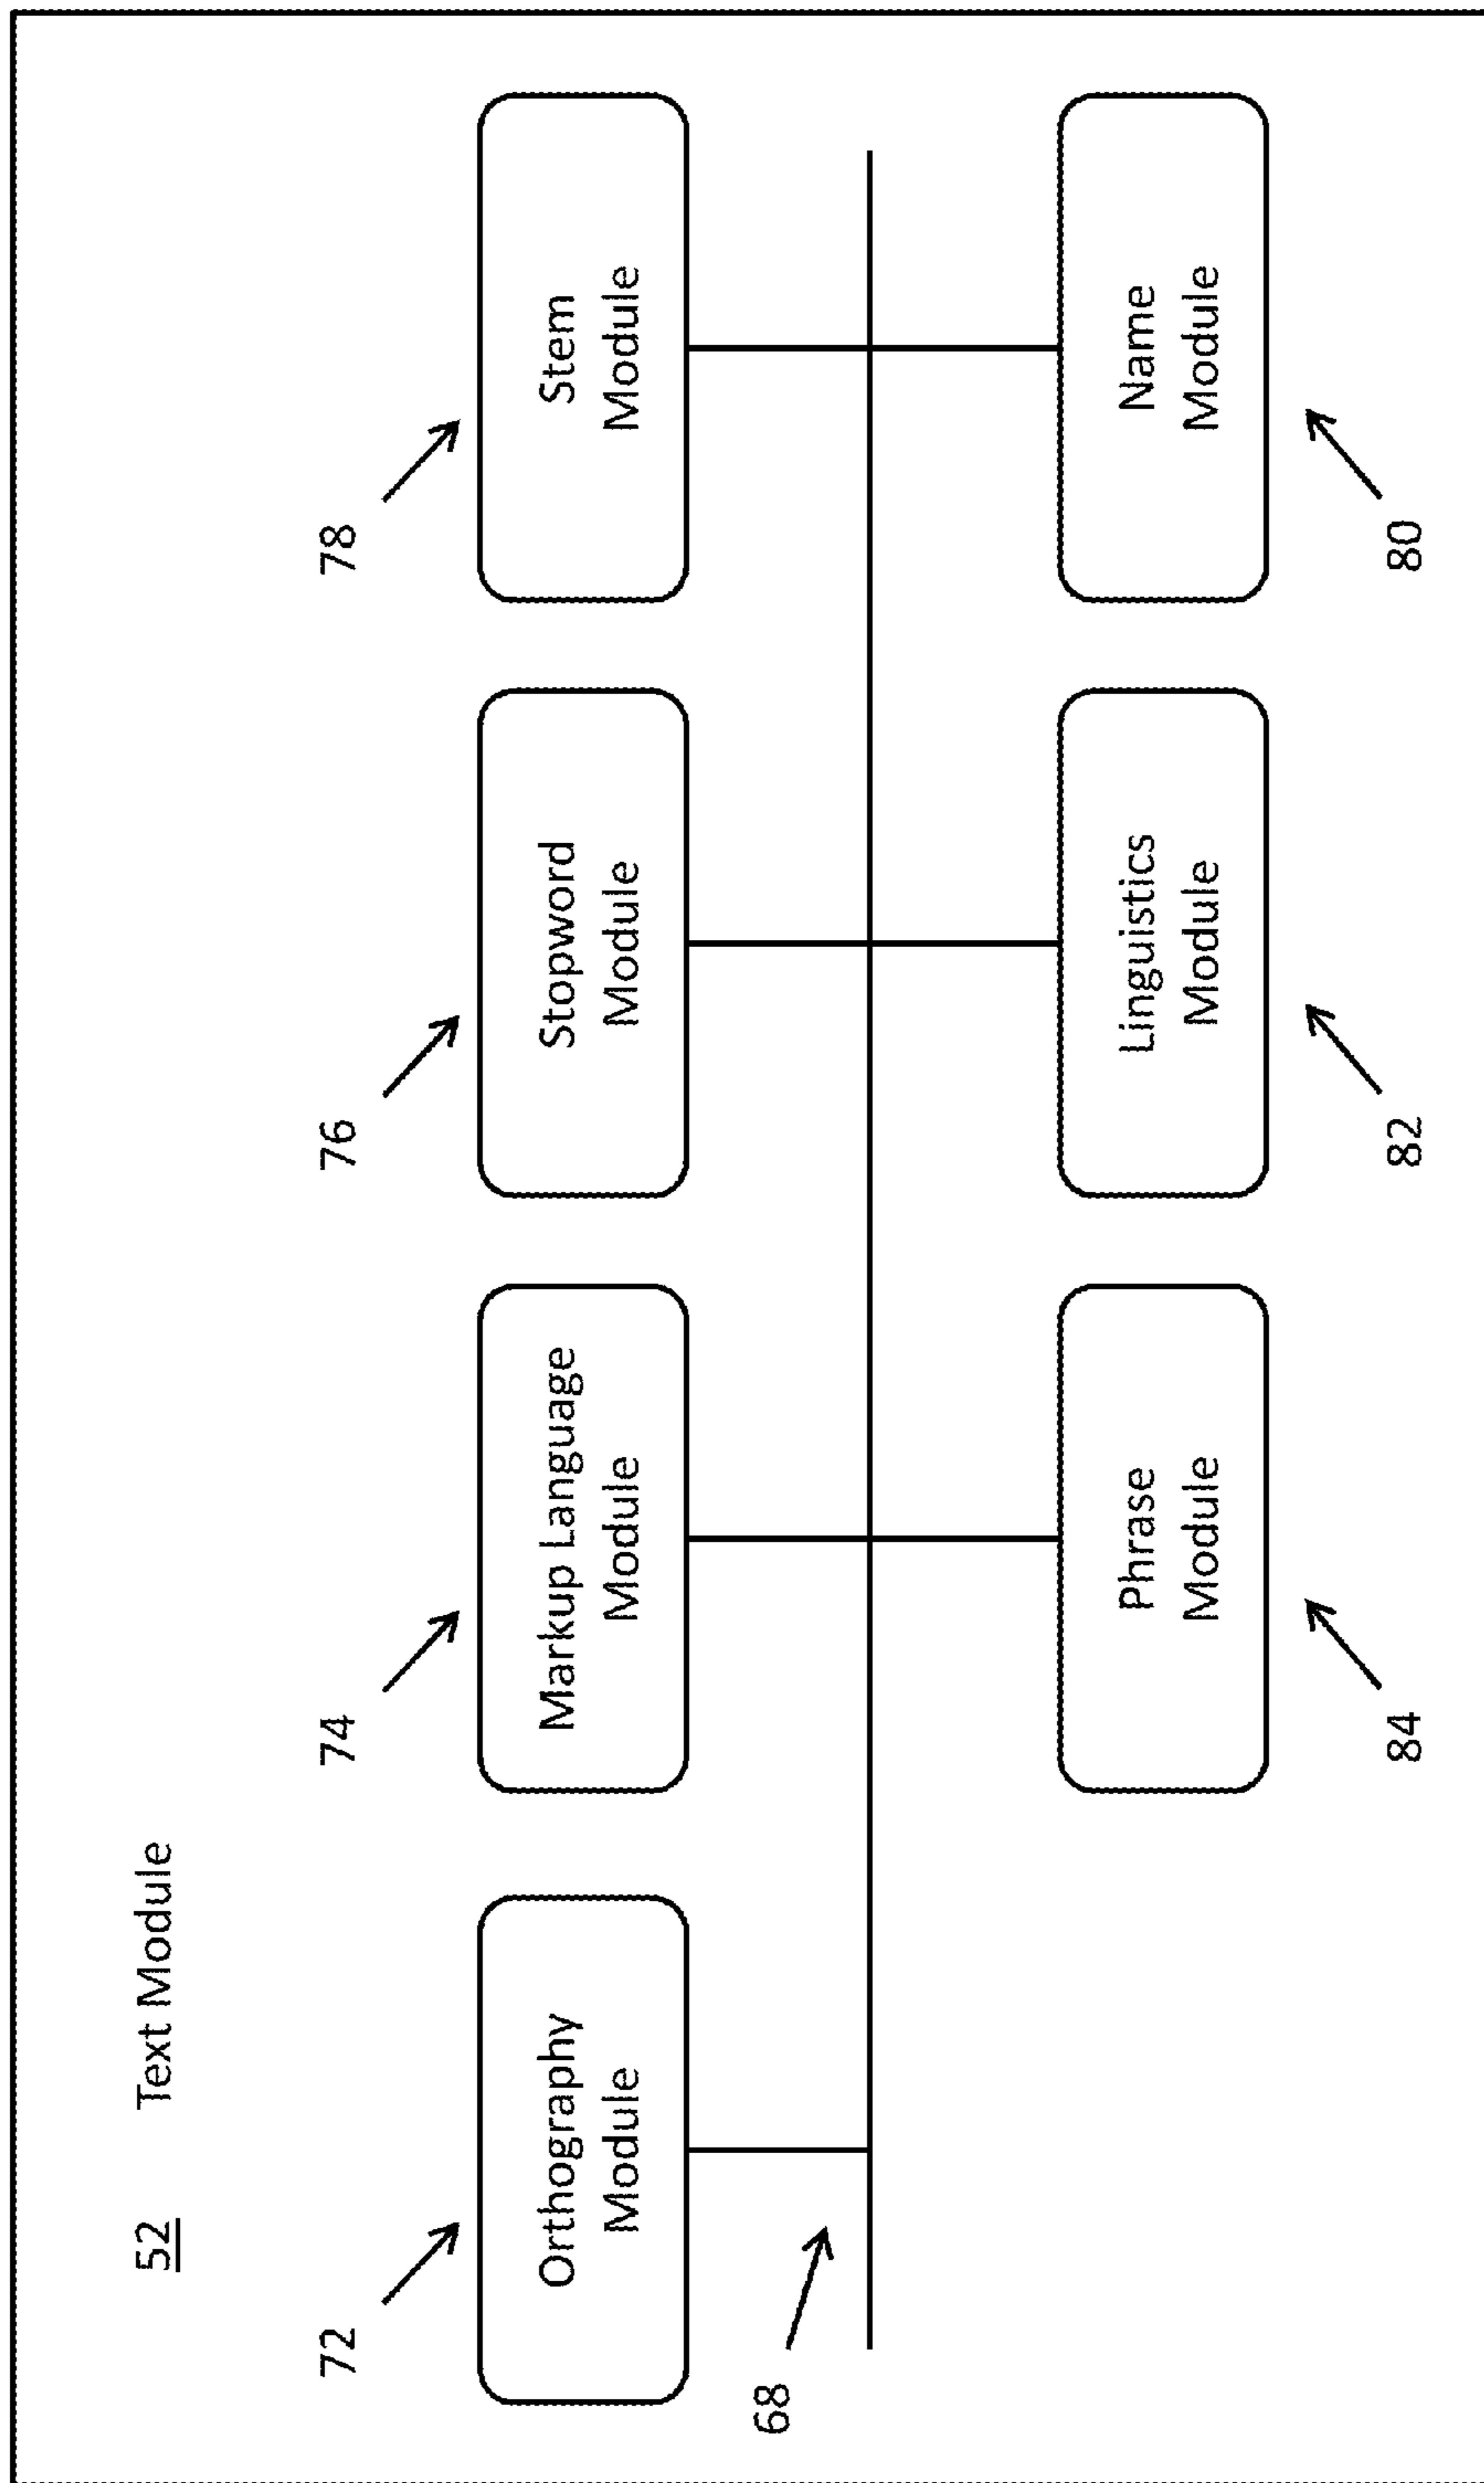 52 Text Module
72
74
76
78
Orthography
Module
Markup Language
Module
Stopword
Module
Stem
Module
68
Phrase
Module
Linguistics
Module
Name
Module
84
82
80